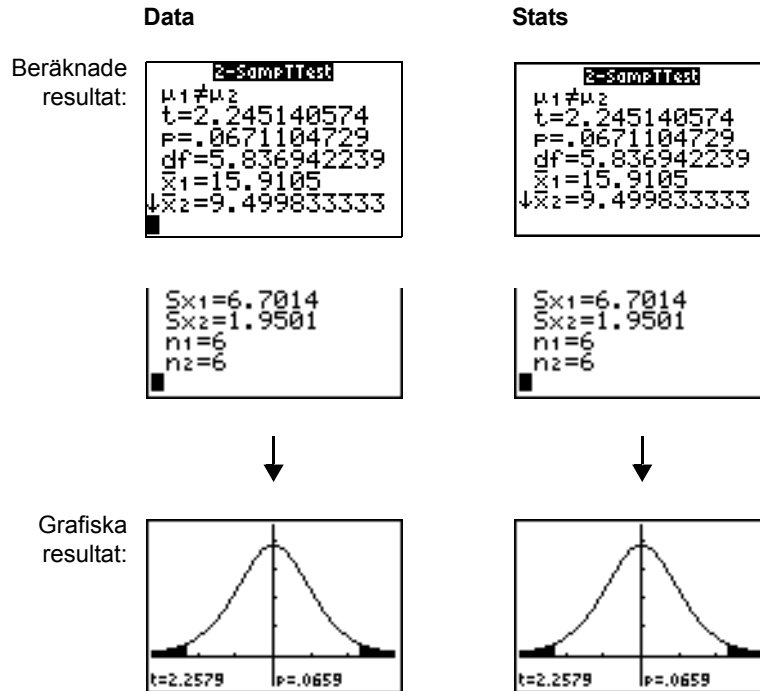 Data
Stats
Beräknade
resultat:
2-SampTTest
μ1≠μ2
t=2.245140574
p=.0671104729
df=5.836942239
x̄1=15.9105
↓x̄2=9.499833333
2-SampTTest
μ1≠μ2
t=2.245140574
p=.0671104729
df=5.836942239
x̄1=15.9105
↓x̄2=9.499833333
Sx1=6.7014
Sx2=1.9501
n1=6
n2=6
Sx1=6.7014
Sx2=1.9501
n1=6
n2=6
Grafiska
resultat:
t=2.2579 p=.0659
t=2.2579 p=.0659